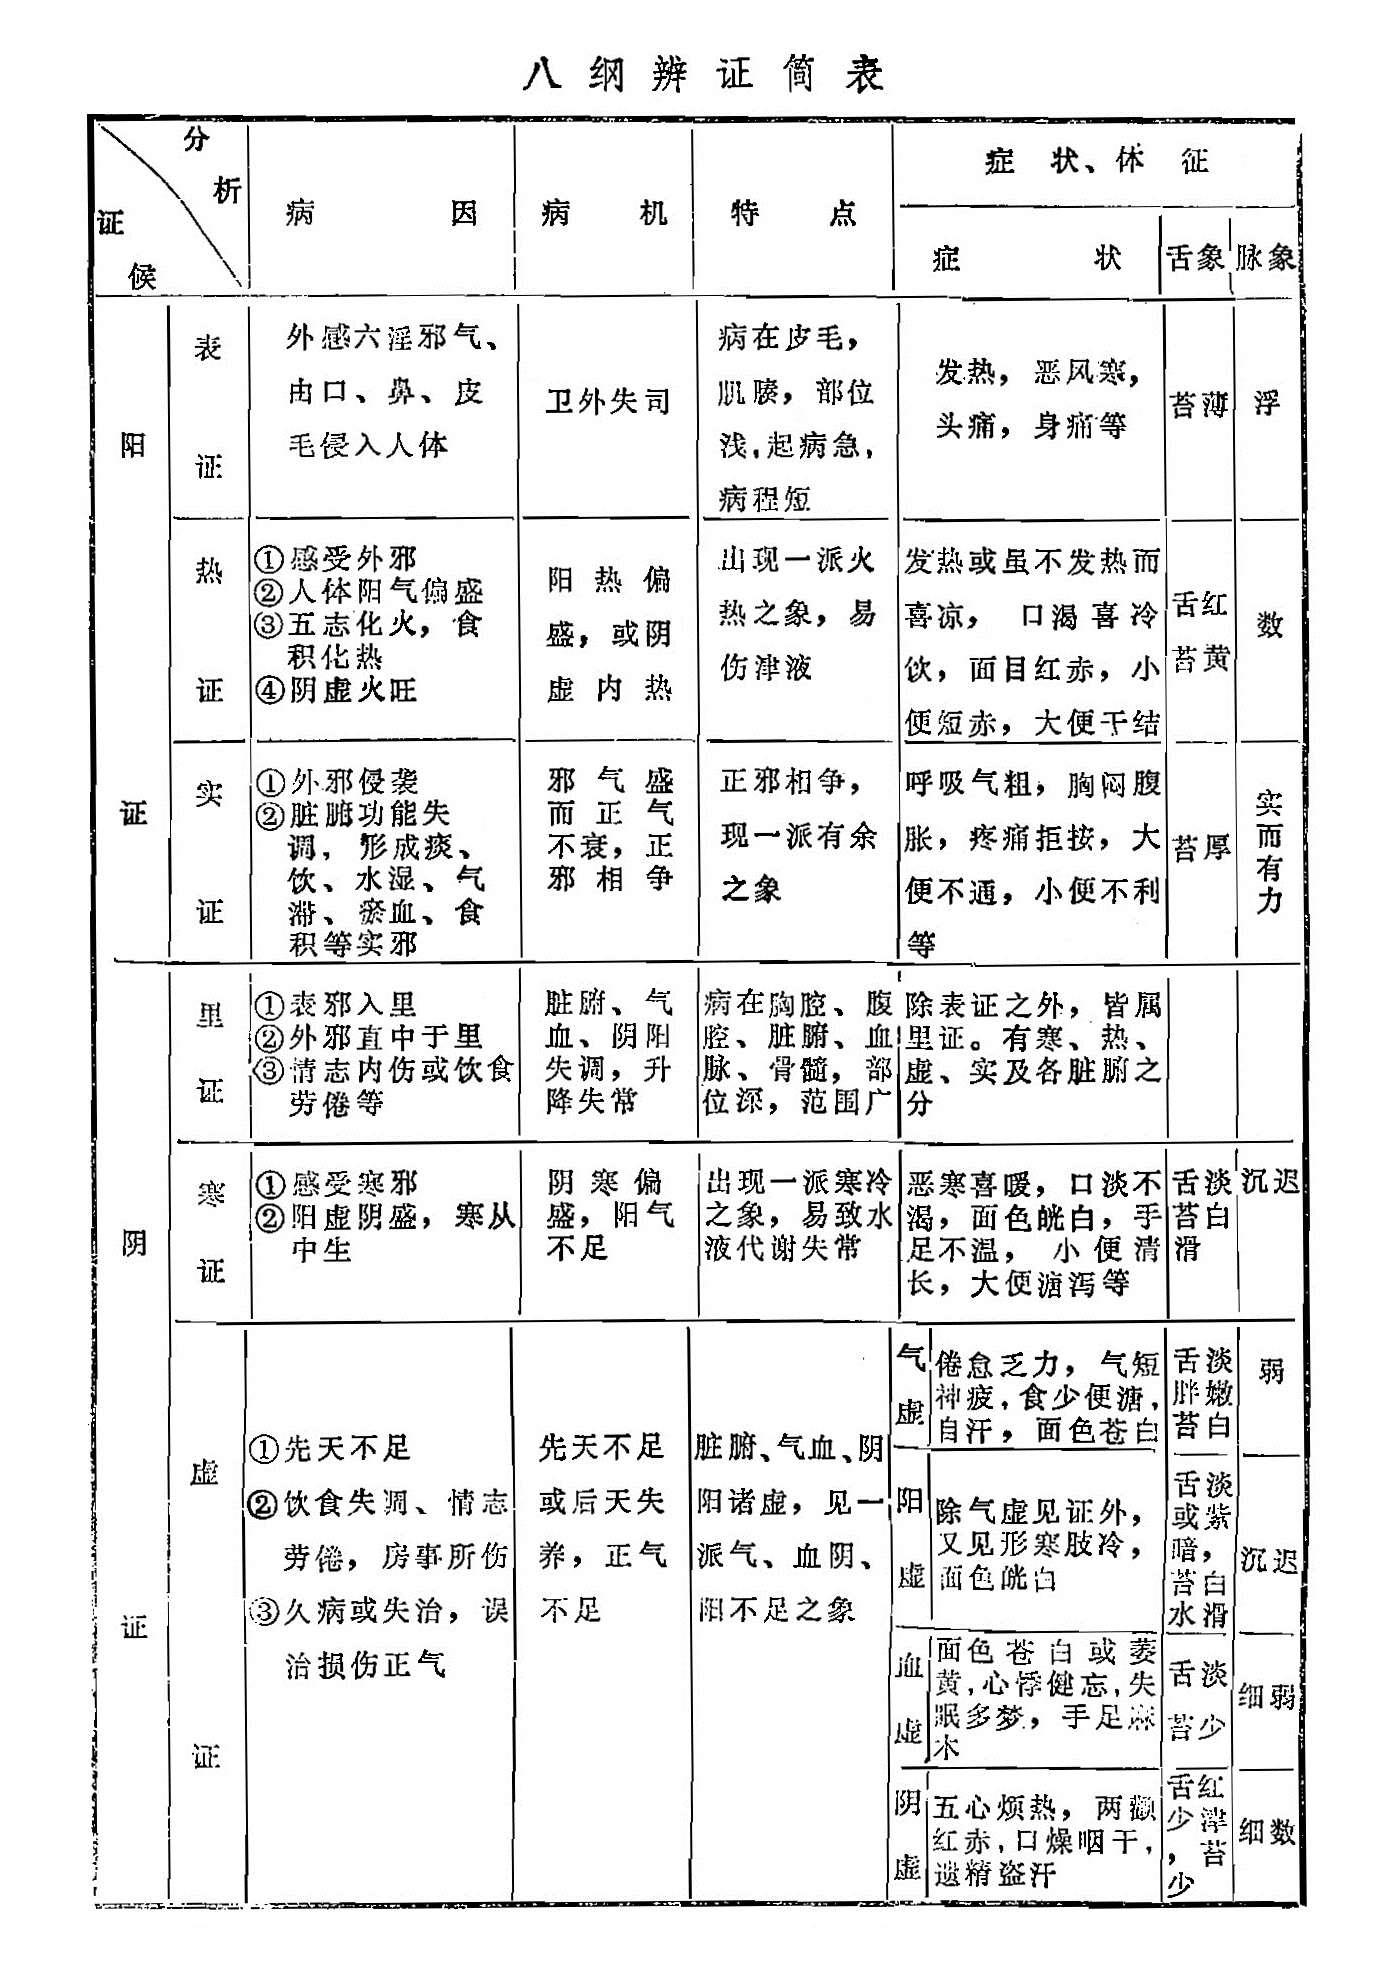 八纲辨证简表
分析
证候
病因
病机
特点
症状、体征
症状
舌象
脉象
阳证
表证
外感六淫邪气、
由口、鼻、皮
毛侵入人体
卫外失司
病在皮毛，
肌腠，部位
浅，起病急，
病程短
发热，恶风寒，
头痛，身痛等
苔薄
浮
热证
①感受外邪
②人体阳气偏盛
③五志化火，食
积化热
④阴虚火旺
阳热偏
盛，或阴
虚内热
出现一派火
热之象，易
伤津液
发热或虽不发热而
喜凉，口渴喜冷
饮，面目红赤，小
便短赤，大便干结
舌红
苔黄
数
实证
①外邪侵袭
②脏腑功能失
调，形成痰、
饮、水湿、气
滞、瘀血、食
积等实邪
邪气盛
而正气
不衰，正
邪相争
正邪相争，
现一派有余
之象
呼吸气粗，胸闷腹
胀，疼痛拒按，大
便不通，小便不利
等
苔厚
实而有力
阴证
里证
①表邪入里
②外邪直中于里
③情志内伤或饮食
劳倦等
脏腑、气
血、阴阳
失调，升
降失常
病在胸腔、腹
腔、脏腑、血
脉、骨髓，部
位深，范围广
除表证之外，皆属
里证。有寒、热、
虚、实及各脏腑之
分
寒证
①感受寒邪
②阳虚阴盛，寒从
中生
阴寒偏
盛，阳气
不足
出现一派寒冷
之象，易致水
液代谢失常
恶寒喜暖，口淡不
渴，面色㿠白，手
足不温，小便清
长，大便溏泻等
舌淡
苔白
滑
沉迟
虚证
①先天不足
②饮食失调、情志
劳倦，房事所伤
③久病或失治，误
治损伤正气
先天不足
或后天失
养，正气
不足
脏腑、气血、阴
阳诸虚，见一
派气、血阴、
阳不足之象
气虚
倦怠乏力，气短
神疲，食少便溏，
自汗，面色苍白
舌淡
胖嫩
苔白
弱
阳虚
除气虚见证外，
又见形寒肢冷，
面色㿠白
舌淡
或紫
暗，
苔白
水滑
沉迟
血虚
面色苍白或萎
黄，心悸健忘，失
眠多梦，手足麻
木
舌淡
苔少
细弱
阴虚
五心烦热，两颧
红赤，口燥咽干，
遗精盗汗
舌红
少津
，苔
少
细数